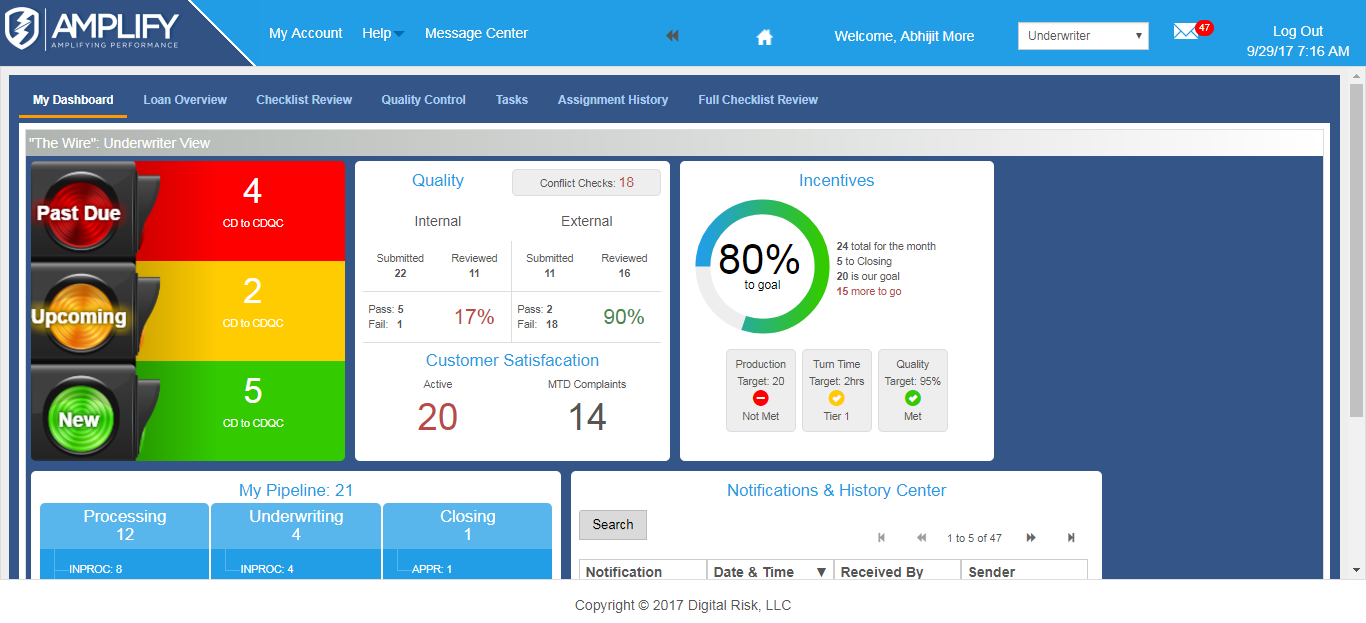 AMPLIFY
AMPLIFYING PERFORMANCE
My Account Help Message Center Welcome, Abhijit More Underwriter 47 Log Out
9/29/17 7:16 AM
My Dashboard Loan Overview Checklist Review Quality Control Tasks Assignment History Full Checklist Review
"The Wire": Underwriter View
Past Due
4
CD to CDQC
Upcoming
2
CD to CDQC
New
5
CD to CDQC
Quality Conflict Checks: 18
Internal External
Submitted Reviewed Submitted Reviewed
22 11 11 16
Pass: 5 17% Pass: 2 90%
Fail: 1 Fail: 18
Customer Satisfacation
Active MTD Complaints
20 14
Incentives
80%
to goal
24 total for the month
5 to Closing
20 is our goal
15 more to go
Production Turn Time Quality
Target: 20 Target: 2hrs Target: 95%
Not Met Tier 1 Met
My Pipeline: 21
Processing Underwriting Closing
12 4 1
INPROC: 8 INPROC: 4 APPR: 1
Notifications & History Center
Search
1 to 5 of 47
Notification Date & Time ▼ Received By Sender
Copyright © 2017 Digital Risk, LLC